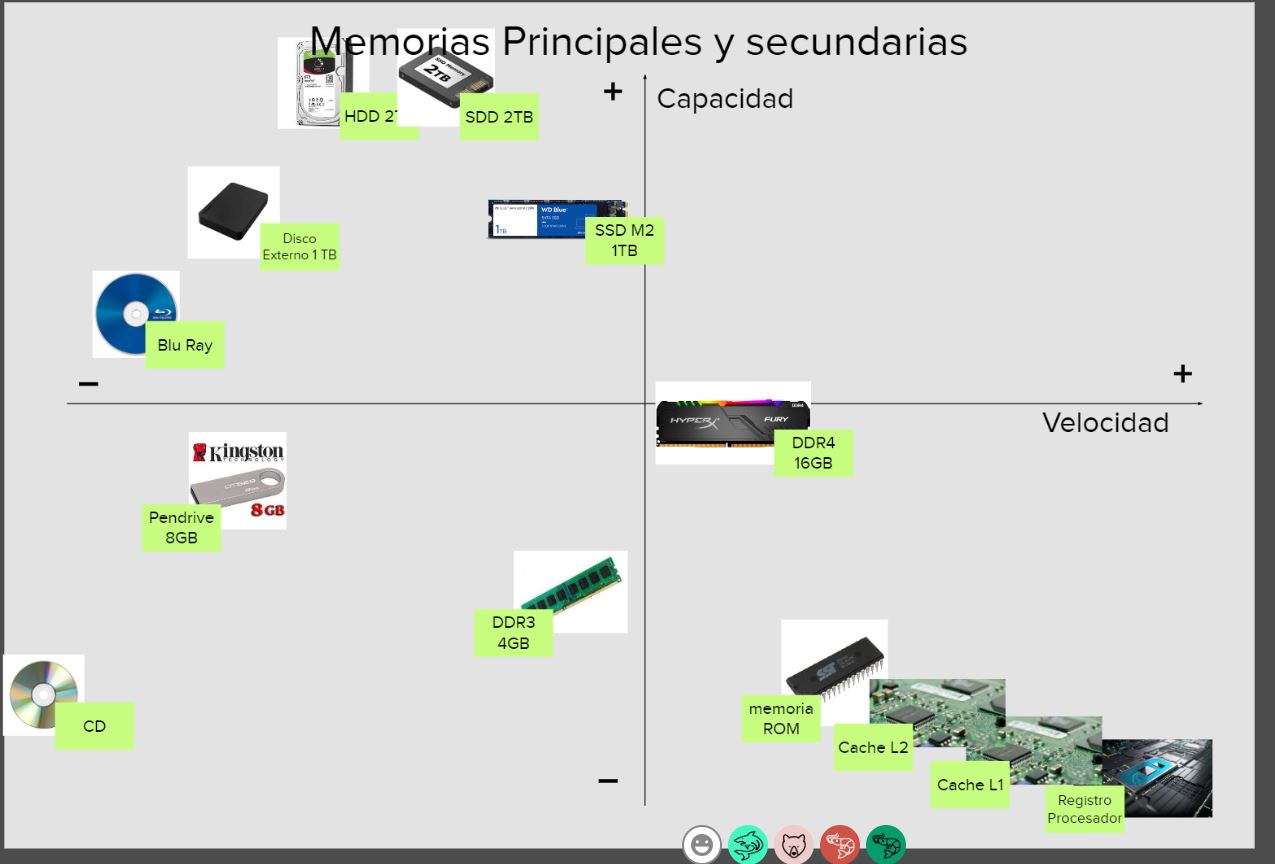 Memorias Principales y secundarias
+
Capacidad
2TB
HDD 2T
SDD 2TB
WD Blue
1TB
SSD M2
1TB
Disco
Externo 1 TB
Blu Ray
−
+
Velocidad
HYPERX
FURY
DDR4
DDR4
16GB
Kingston
TECHNOLOGY
8GB
Pendrive
8GB
DDR3
4GB
SST
memoria
ROM
CD
Cache L2
−
Cache L1
Registro
Procesador